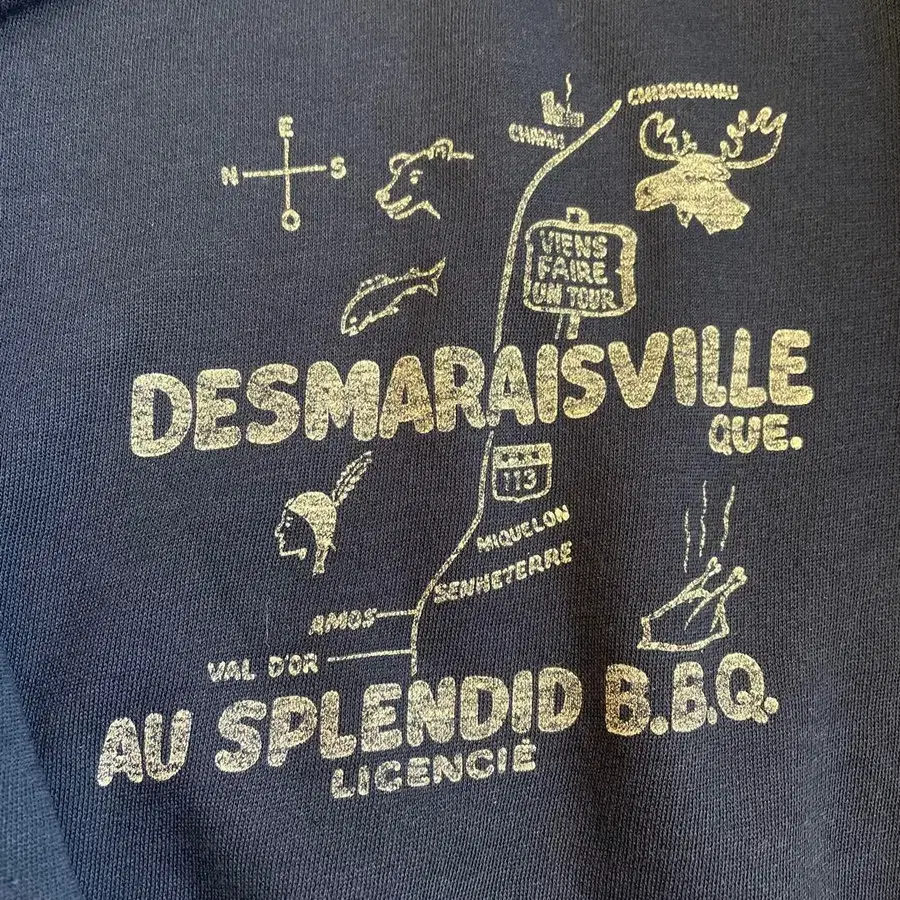 CHIBOUGAMAU
CHAPAIS
E
N S
O
VIENS
FAIRE
UN TOUR
DESMARAISVILLE
QUE.
113
MIQUELON
SENNETERRE
AMOS
VAL D'OR
AU SPLENDID B.B.Q.
LICENCIÉ